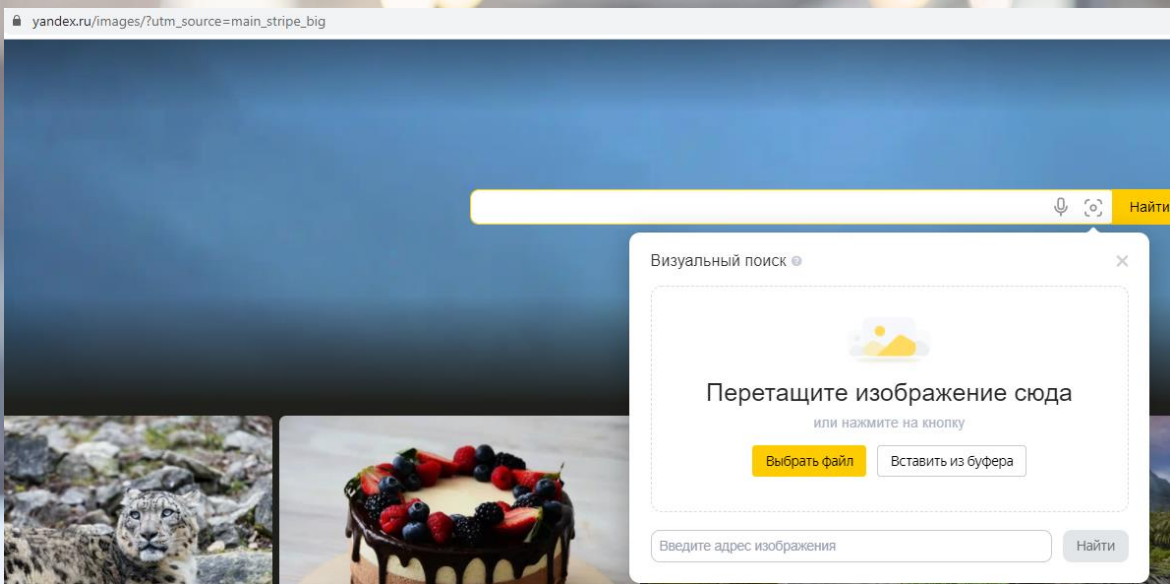 yandex.ru/images/?utm_source=main_stripe_big
Найти
Визуальный поиск
Перетащите изображение сюда
или нажмите на кнопку
Выбрать файл Вставить из буфера
Введите адрес изображения Найти